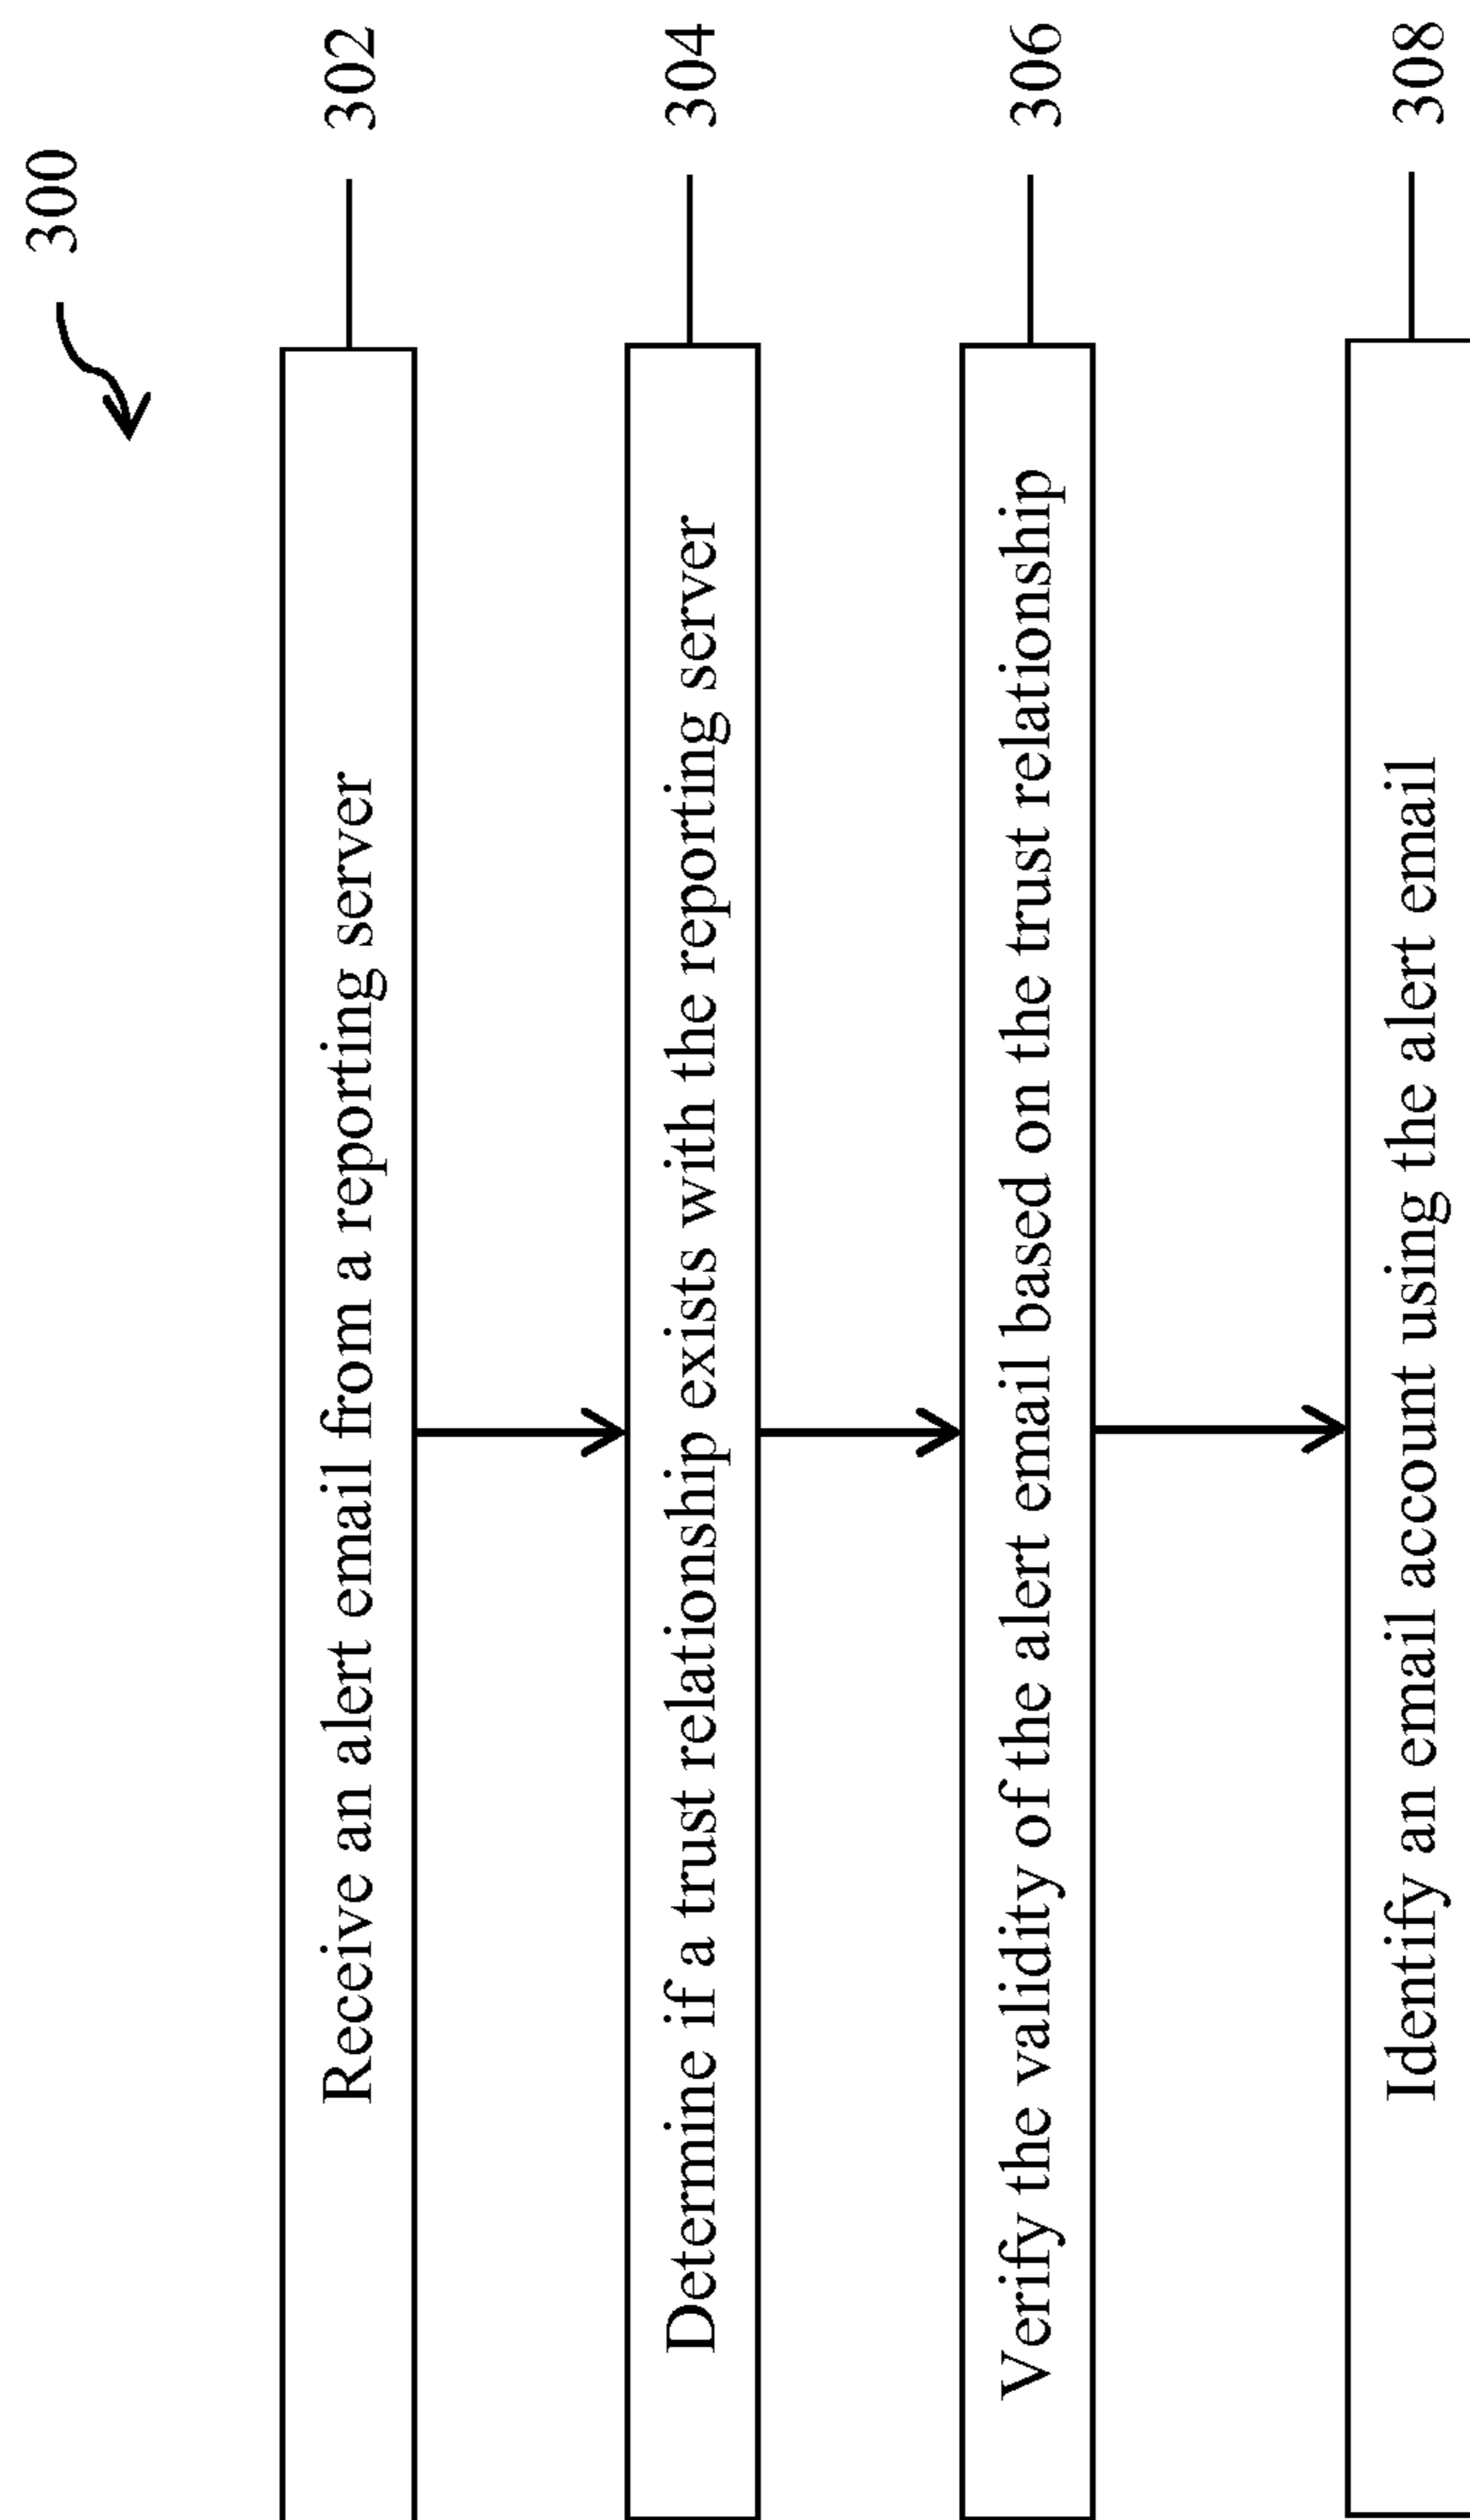 300
Receive an alert email from a reporting server
302
Determine if a trust relationship exists with the reporting server
304
Verify the validity of the alert email based on the trust relationship
306
Identify an email account using the alert email
308